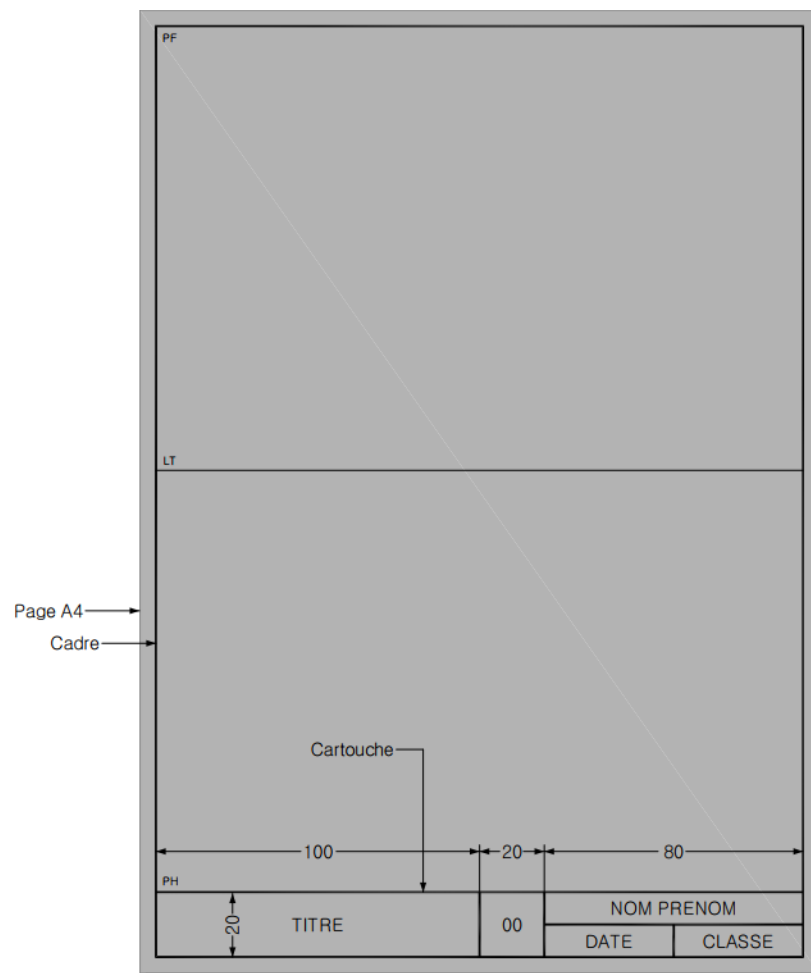 PF
LT
Page A4
Cadre
Cartouche
100 20 80
PH
20 TITRE 00 NOM PRENOM
DATE CLASSE